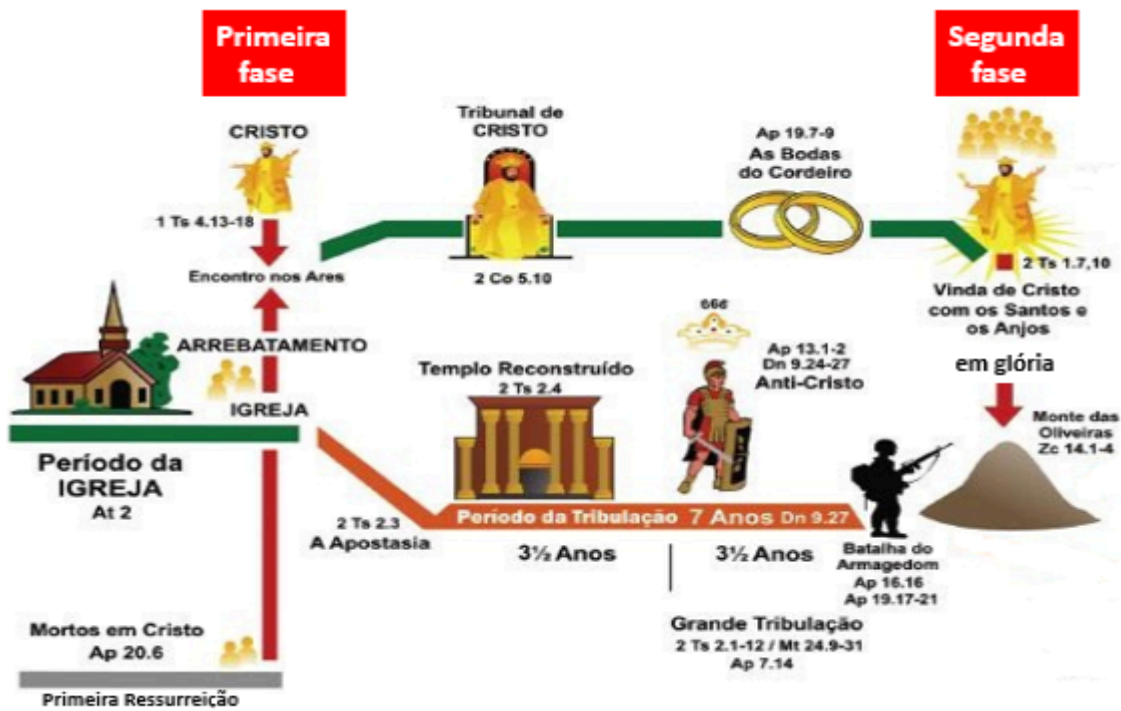 Primeira
fase
Segunda
fase
CRISTO
1 Ts 4.13-18
Encontro nos Ares
ARREBATAMENTO
IGREJA
Período da
IGREJA
At 2
Mortos em Cristo
Ap 20.6
Primeira Ressurreição
Tribunal de
CRISTO
2 Co 5.10
Ap 19.7-9
As Bodas
do Cordeiro
2 Ts 1.7,10
Vinda de Cristo
com os Santos e
os Anjos
em glória
Monte das
Oliveiras
Zc 14.1-4
2 Ts 2.3
A Apostasia
Templo Reconstruído
2 Ts 2.4
666
Ap 13.1-2
Dn 9.24-27
Anti-Cristo
Período da Tribulação 7 Anos Dn 9.27
3½ Anos
3½ Anos
Grande Tribulação
2 Ts 2.1-12 / Mt 24.9-31
Ap 7.14
Batalha do
Armagedom
Ap 16.16
Ap 19.17-21